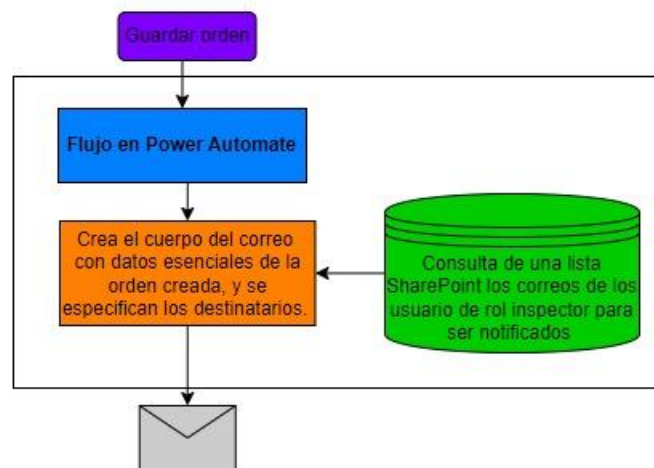 Guardar orden
Flujo en Power Automate
Crea el cuerpo del correo
con datos esenciales de la
orden creada, y se
especifican los destinatarios.
Consulta de una lista
SharePoint los correos de los
usuario de rol inspector para
ser notificados